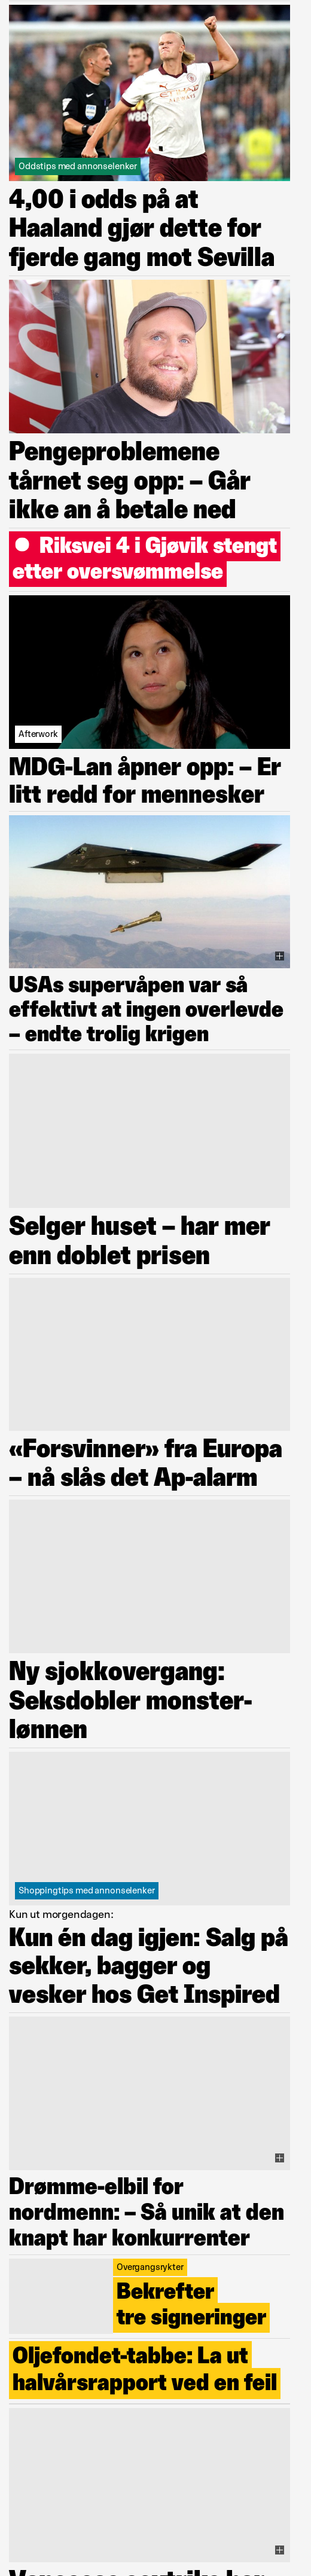 Oddstips med annonselenker
4,00 i odds på at
Haaland gjør dette for
fjerde gang mot Sevilla
Pengeproblemene
tårnet seg opp: – Går
ikke an å betale ned
Riksvei 4 i Gjøvik stengt
etter oversvømmelse
Afterwork
MDG-Lan åpner opp: – Er
litt redd for mennesker
USAs supervåpen var så
effektivt at ingen overlevde
– endte trolig krigen
Selger huset – har mer
enn doblet prisen
«Forsvinner» fra Europa
– nå slås det Ap-alarm
Ny sjokkovergang:
Seksdobler monster-
lønnen
Shoppingtips med annonselenker
Kun ut morgendagen:
Kun én dag igjen: Salg på
sekker, bagger og
vesker hos Get Inspired
Drømme-elbil for
nordmenn: – Så unik at den
knapt har konkurrenter
Overgangsrykter
Bekrefter
tre signeringer
Oljefondet-tabbe: La ut
halvårsrapport ved en feil